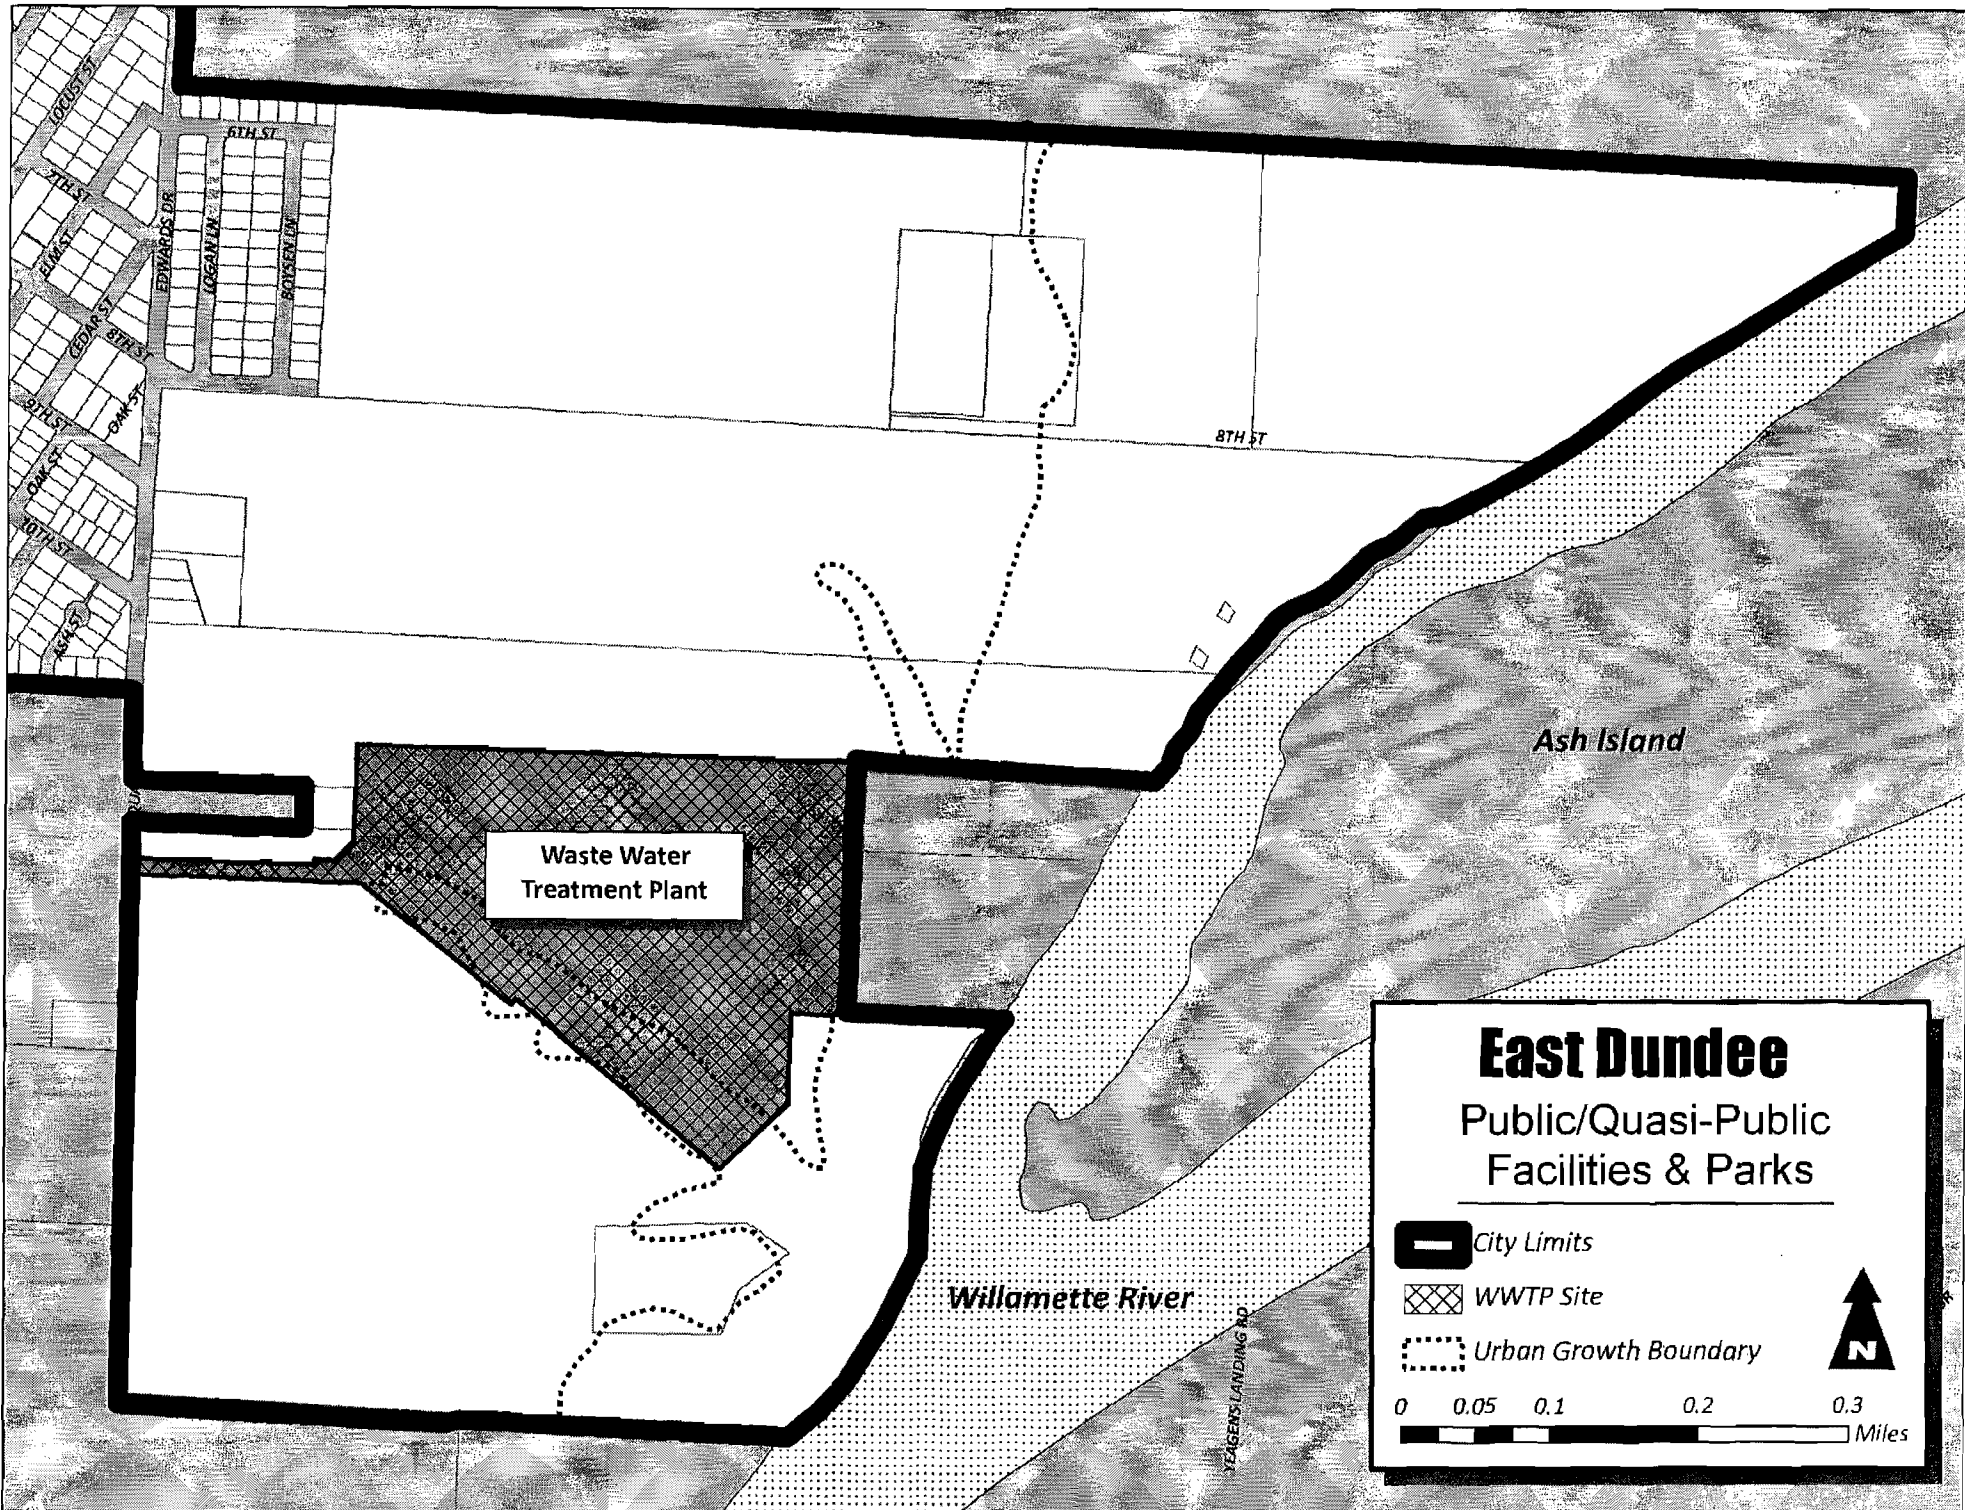 LOCUST ST
6TH ST
7TH ST
EDWARDS DR
LOGAN LN
BOYSEN LN
ELM ST
CEDAR ST
8TH ST
OAK ST
9TH ST
8TH ST
OAK ST
10TH ST
ASH ST
Ash Island
Waste Water
Treatment Plant
Willamette River
YEAGENS LANDING RD
East Dundee
Public/Quasi-Public
Facilities & Parks
City Limits
WWTP Site
Urban Growth Boundary
N
0 0.05 0.1 0.2 0.3
Miles